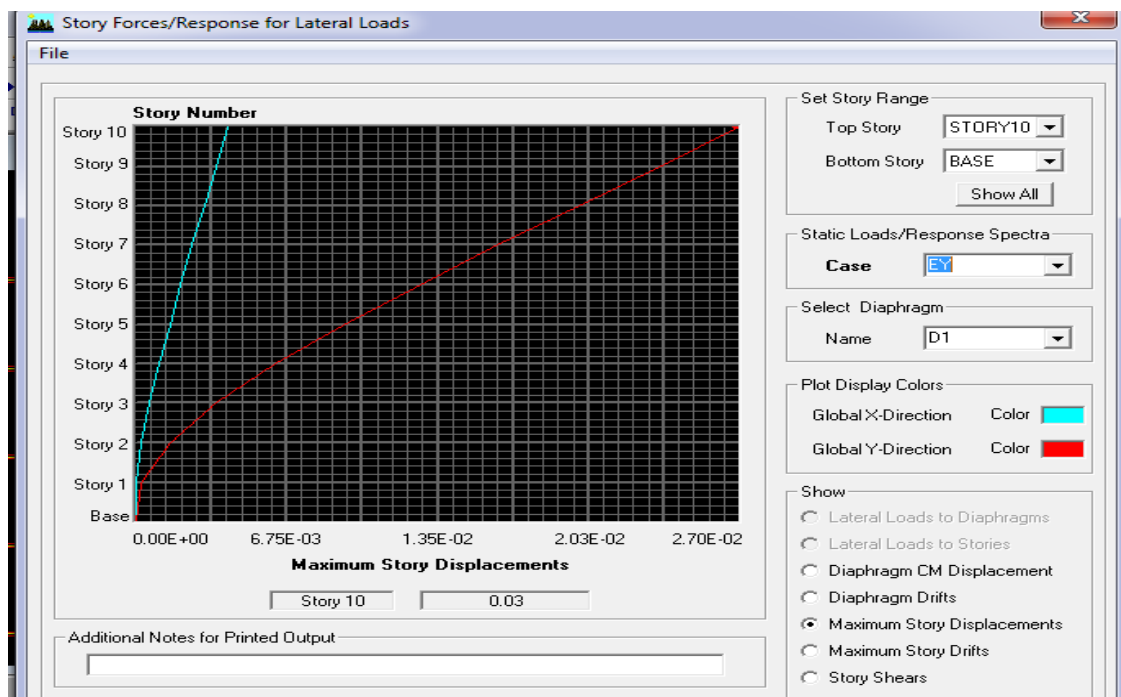 Story Forces/Response for Lateral Loads
File
Story Number
Story 10
Story 9
Story 8
Story 7
Story 6
Story 5
Story 4
Story 3
Story 2
Story 1
Base
0.00E+00 6.75E-03 1.35E-02 2.03E-02 2.70E-02
Maximum Story Displacements
Story 10 0.03
Additional Notes for Printed Output
Set Story Range
Top Story STORY10
Bottom Story BASE
Show All
Static Loads/Response Spectra
Case EY
Select Diaphragm
Name D1
Plot Display Colors
Global X-Direction Color
Global Y-Direction Color
Show
Lateral Loads to Diaphragms
Lateral Loads to Stories
Diaphragm CM Displacement
Diaphragm Drifts
Maximum Story Displacements
Maximum Story Drifts
Story Shears